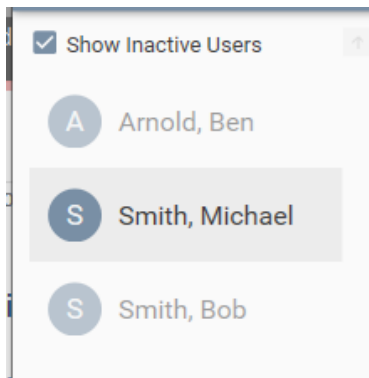 Show Inactive Users
A Arnold, Ben
S Smith, Michael
S Smith, Bob